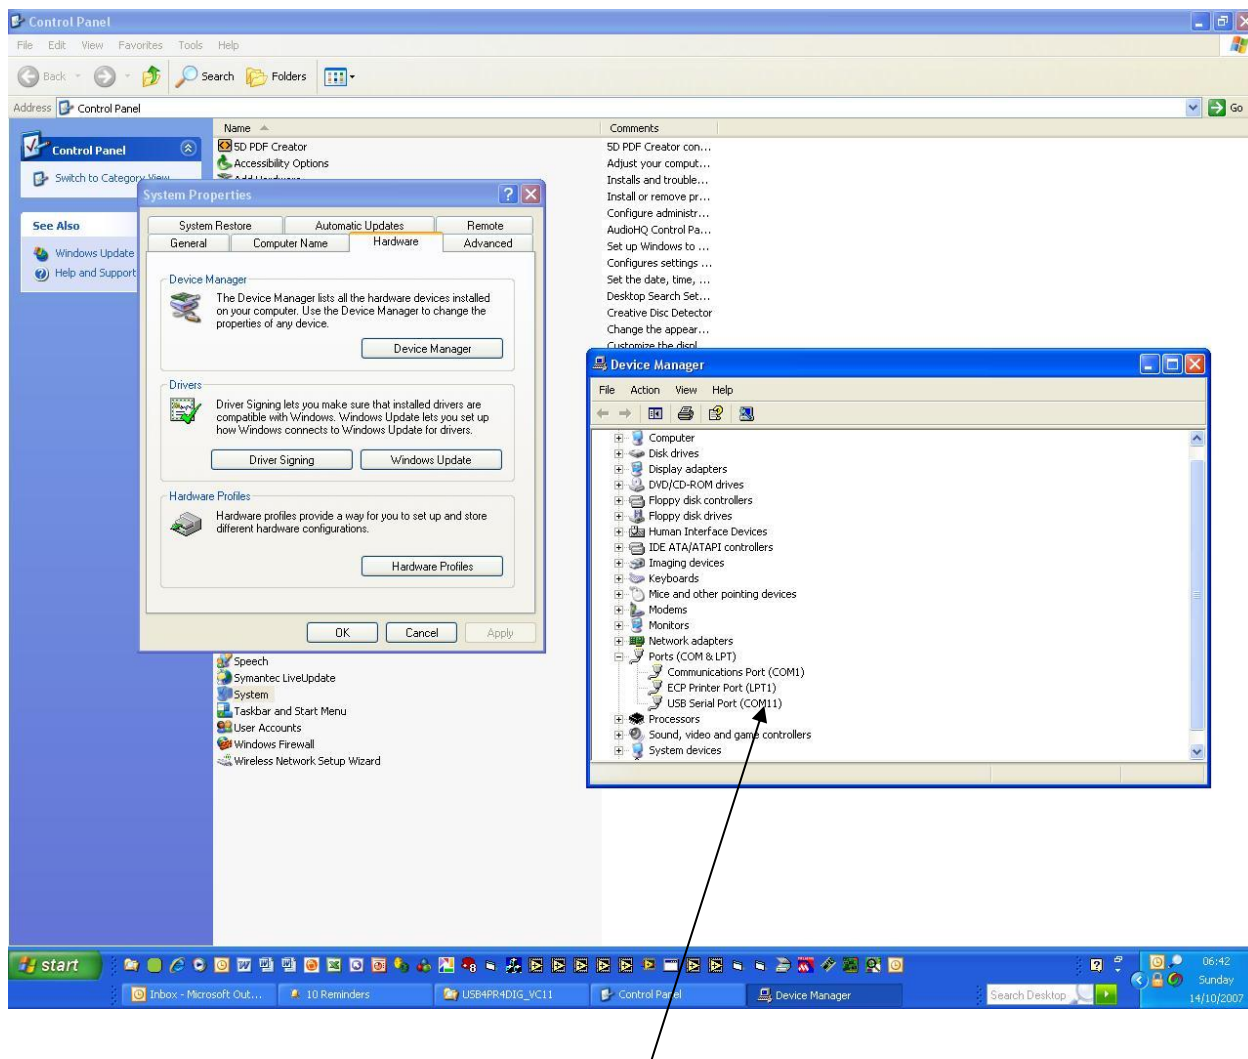 Control Panel
File Edit View Favorites Tools Help
Back Search Folders
Address Control Panel Go
Name Comments
Control Panel
Switch to Category View
See Also
Windows Update
Help and Support
5D PDF Creator 5D PDF Creator con...
Accessibility Options Adjust your comput...
Add Hardware Installs and trouble...
Install or remove pr...
Configure administr...
AudioHQ Control Pa...
Set up Windows to ...
Configures settings ...
Set the date, time, ...
Desktop Search Set...
Creative Disc Detector
Change the appear...
Customize the displ
System Properties
System Restore Automatic Updates Remote
General Computer Name Hardware Advanced
Device Manager
The Device Manager lists all the hardware devices installed
on your computer. Use the Device Manager to change the
properties of any device.
Device Manager
Drivers
Driver Signing lets you make sure that installed drivers are
compatible with Windows. Windows Update lets you set up
how Windows connects to Windows Update for drivers.
Driver Signing Windows Update
Hardware Profiles
Hardware profiles provide a way for you to set up and store
different hardware configurations.
Hardware Profiles
OK Cancel Apply
Speech
Symantec LiveUpdate
System
Taskbar and Start Menu
User Accounts
Windows Firewall
Wireless Network Setup Wizard
Device Manager
File Action View Help
Computer
Disk drives
Display adapters
DVD/CD-ROM drives
Floppy disk controllers
Floppy disk drives
Human Interface Devices
IDE ATA/ATAPI controllers
Imaging devices
Keyboards
Mice and other pointing devices
Modems
Monitors
Network adapters
Ports (COM & LPT)
Communications Port (COM1)
ECP Printer Port (LPT1)
USB Serial Port (COM11)
Processors
Sound, video and game controllers
System devices
start
Inbox - Microsoft Out... 10 Reminders USB4PR4DIG_VC11 Control Panel Device Manager Search Desktop
06:42
Sunday
14/10/2007